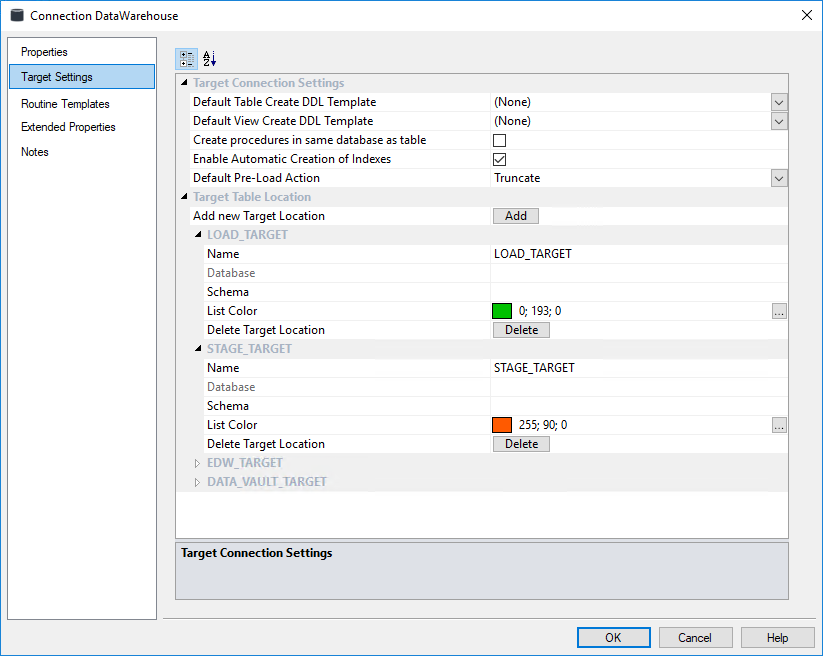 Connection DataWarehouse
Properties
Target Settings
Routine Templates
Extended Properties
Notes
Target Connection Settings
Default Table Create DDL Template (None)
Default View Create DDL Template (None)
Create procedures in same database as table
Enable Automatic Creation of Indexes
Default Pre-Load Action Truncate
Target Table Location
Add new Target Location Add
LOAD_TARGET
Name LOAD_TARGET
Database
Schema
List Color 0; 193; 0 ...
Delete Target Location Delete
STAGE_TARGET
Name STAGE_TARGET
Database
Schema
List Color 255; 90; 0 ...
Delete Target Location Delete
EDW_TARGET
DATA_VAULT_TARGET
Target Connection Settings
OK Cancel Help